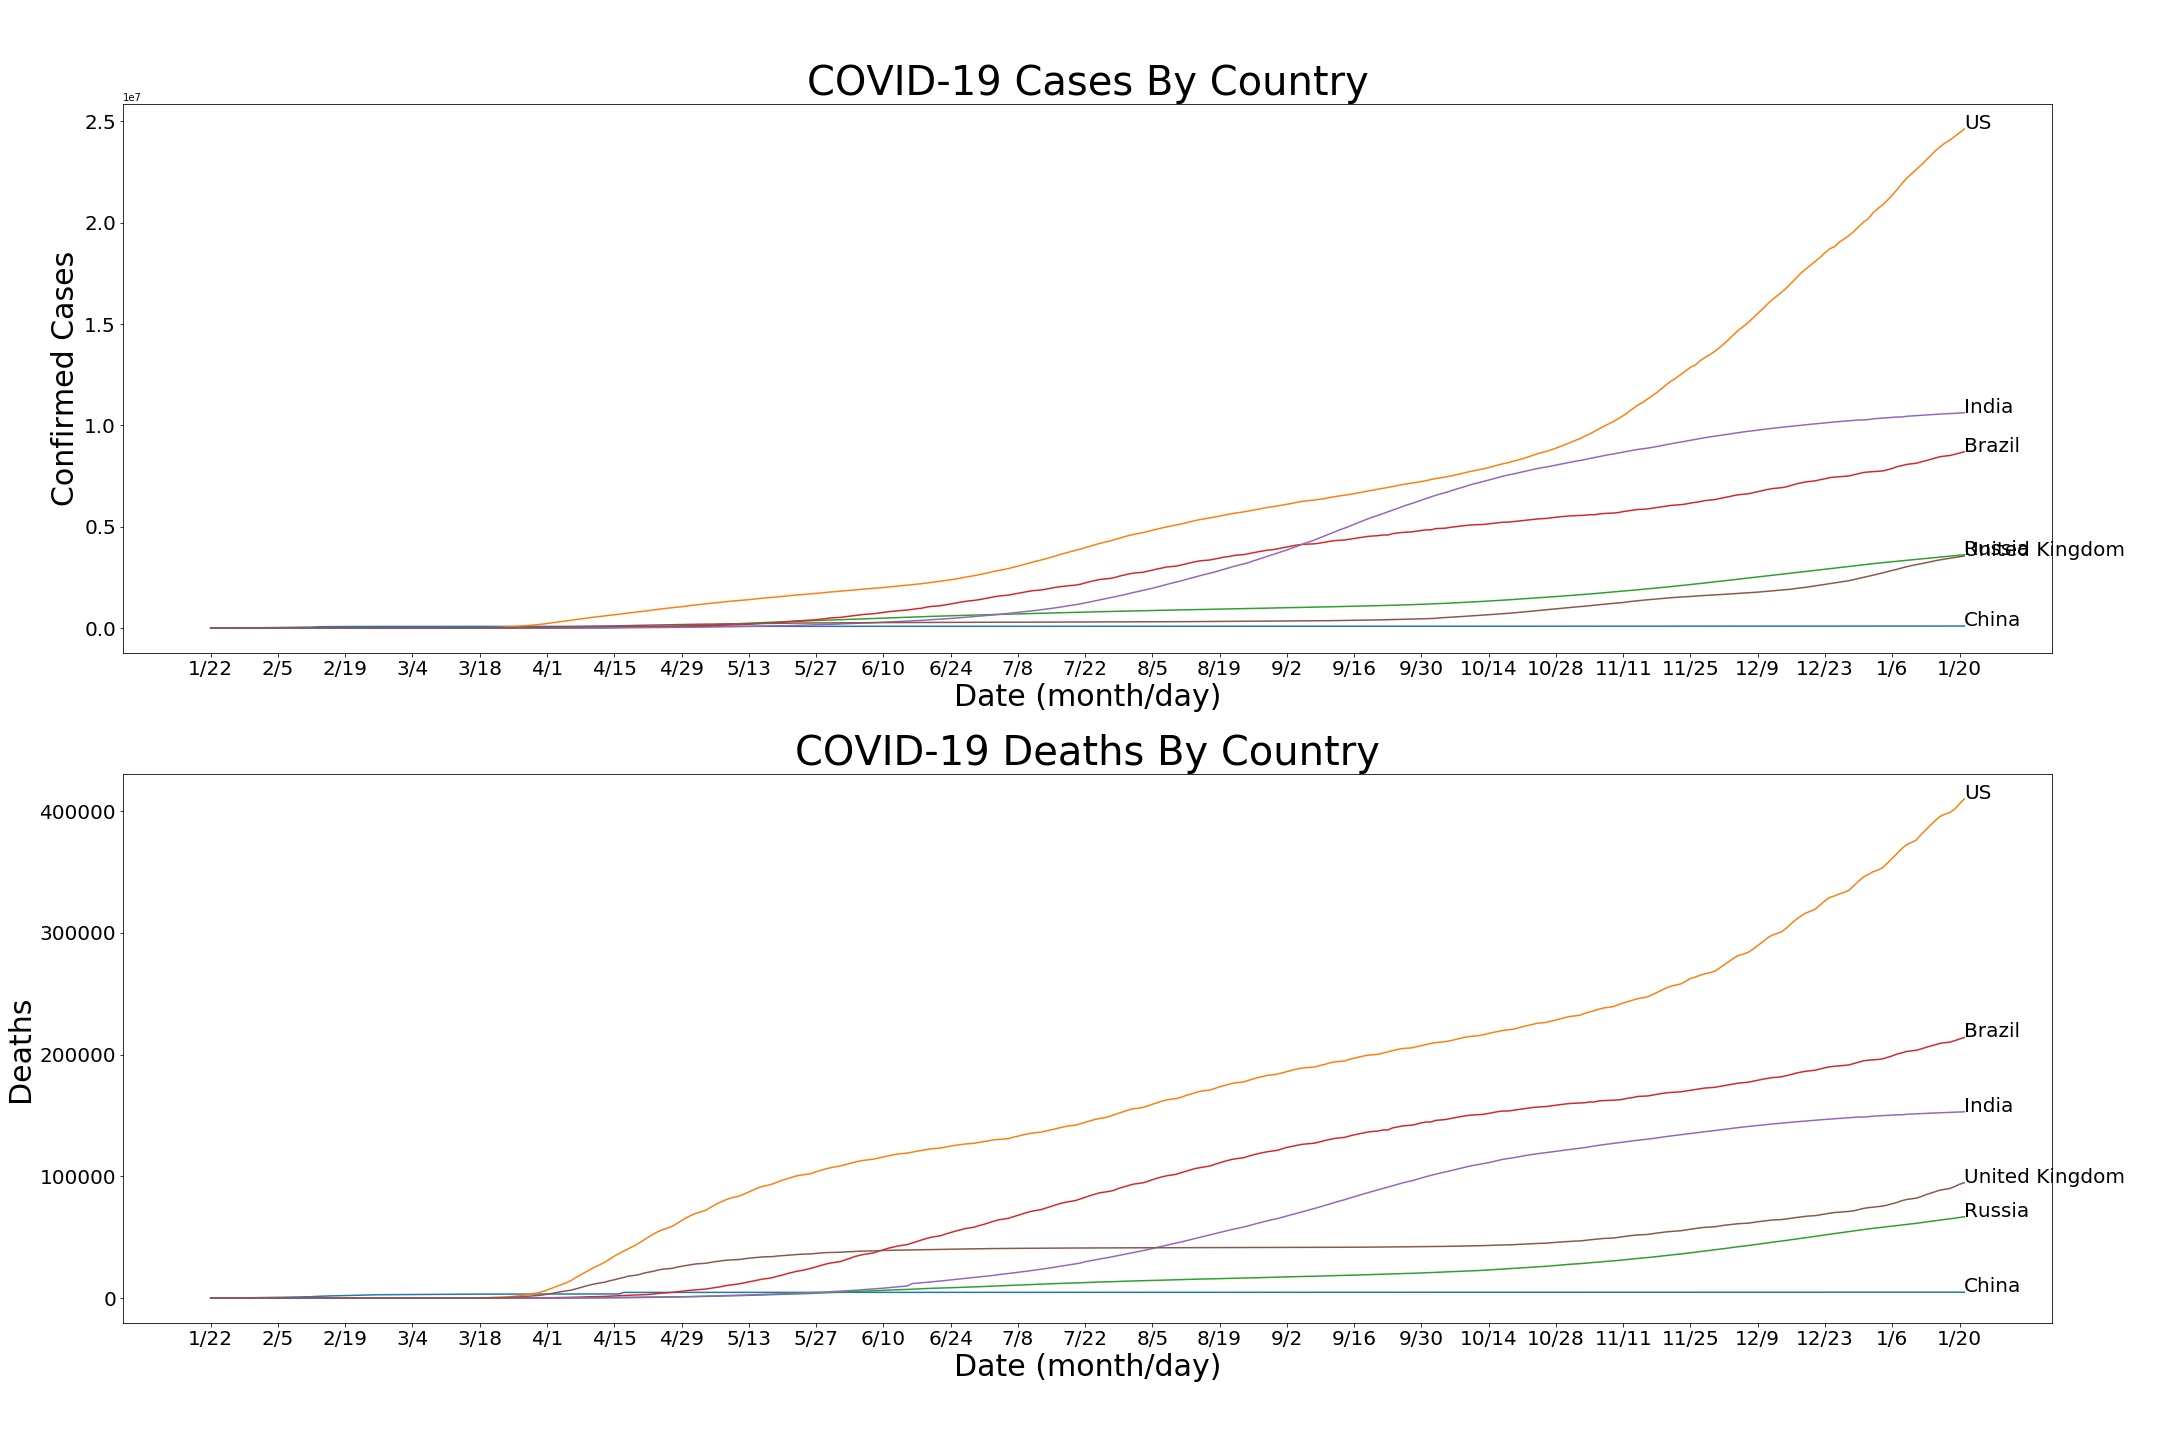 COVID-19 Cases By Country
1e7
2.5
2.0
1.5
1.0
0.5
0.0
Confirmed Cases
US
India
Brazil
Russia
United Kingdom
China
1/22 2/5 2/19 3/4 3/18 4/1 4/15 4/29 5/13 5/27 6/10 6/24 7/8 7/22 8/5 8/19 9/2 9/16 9/30 10/14 10/28 11/11 11/25 12/9 12/23 1/6 1/20
Date (month/day)
COVID-19 Deaths By Country
400000
300000
200000
100000
0
Deaths
US
Brazil
India
United Kingdom
Russia
China
1/22 2/5 2/19 3/4 3/18 4/1 4/15 4/29 5/13 5/27 6/10 6/24 7/8 7/22 8/5 8/19 9/2 9/16 9/30 10/14 10/28 11/11 11/25 12/9 12/23 1/6 1/20
Date (month/day)